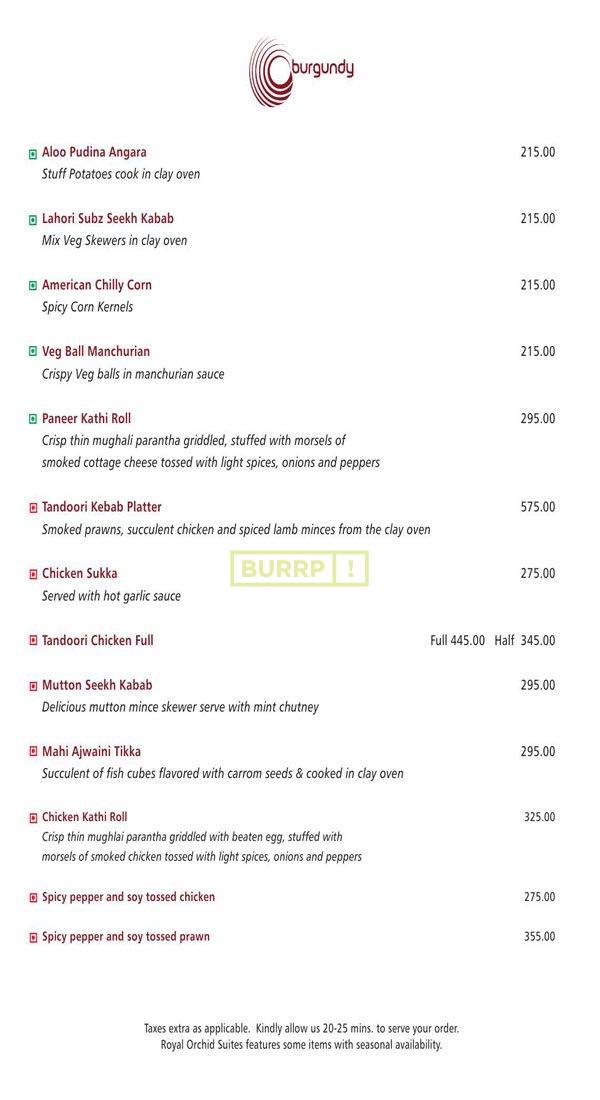 burgundy
Aloo Pudina Angara 215.00
Stuff Potatoes cook in clay oven
Lahori Subz Seekh Kabab 215.00
Mix Veg Skewers in clay oven
American Chilly Corn 215.00
Spicy Corn Kernels
Veg Ball Manchurian 215.00
Crispy Veg balls in manchurian sauce
Paneer Kathi Roll 295.00
Crisp thin mughali parantha griddled, stuffed with morsels of
smoked cottage cheese tossed with light spices, onions and peppers
Tandoori Kebab Platter 575.00
Smoked prawns, succulent chicken and spiced lamb minces from the clay oven
BURRP !
Chicken Sukka 275.00
Served with hot garlic sauce
Tandoori Chicken Full Full 445.00 Half 345.00
Mutton Seekh Kabab 295.00
Delicious mutton mince skewer serve with mint chutney
Mahi Ajwaini Tikka 295.00
Succulent of fish cubes flavored with carrom seeds & cooked in clay oven
Chicken Kathi Roll 325.00
Crisp thin mughlai parantha griddled with beaten egg, stuffed with
morsels of smoked chicken tossed with light spices, onions and peppers
Spicy pepper and soy tossed chicken 275.00
Spicy pepper and soy tossed prawn 355.00
Taxes extra as applicable. Kindly allow us 20-25 mins. to serve your order.
Royal Orchid Suites features some items with seasonal availability.